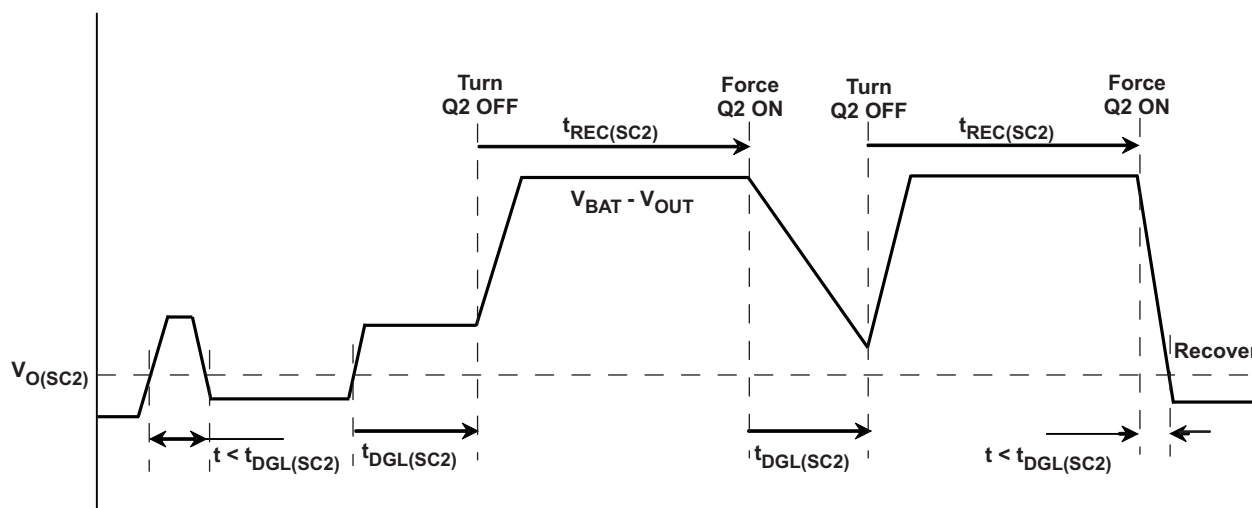 Turn
Q2 OFF
Force
Q2 ON
Turn
Q2 OFF
Force
Q2 ON
tREC(SC2)
tREC(SC2)
VBAT - VOUT
VO(SC2)
Recover
t < tDGL(SC2)
tDGL(SC2)
tDGL(SC2)
t < tDGL(SC2)